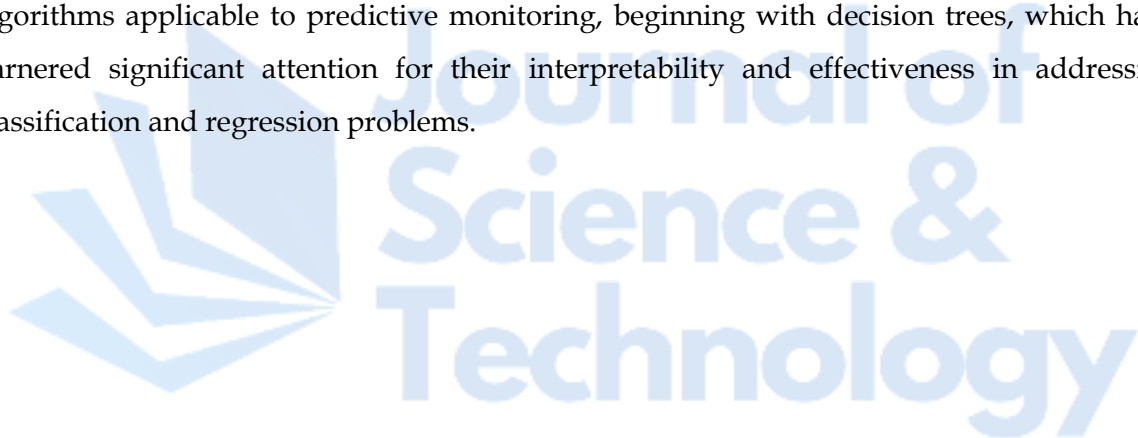 gorithms applicable to predictive monitoring, beginning with decision trees, which ha
arnered significant attention for their interpretability and effectiveness in addressi
assification and regression problems.
Journal of
Science &
Technology